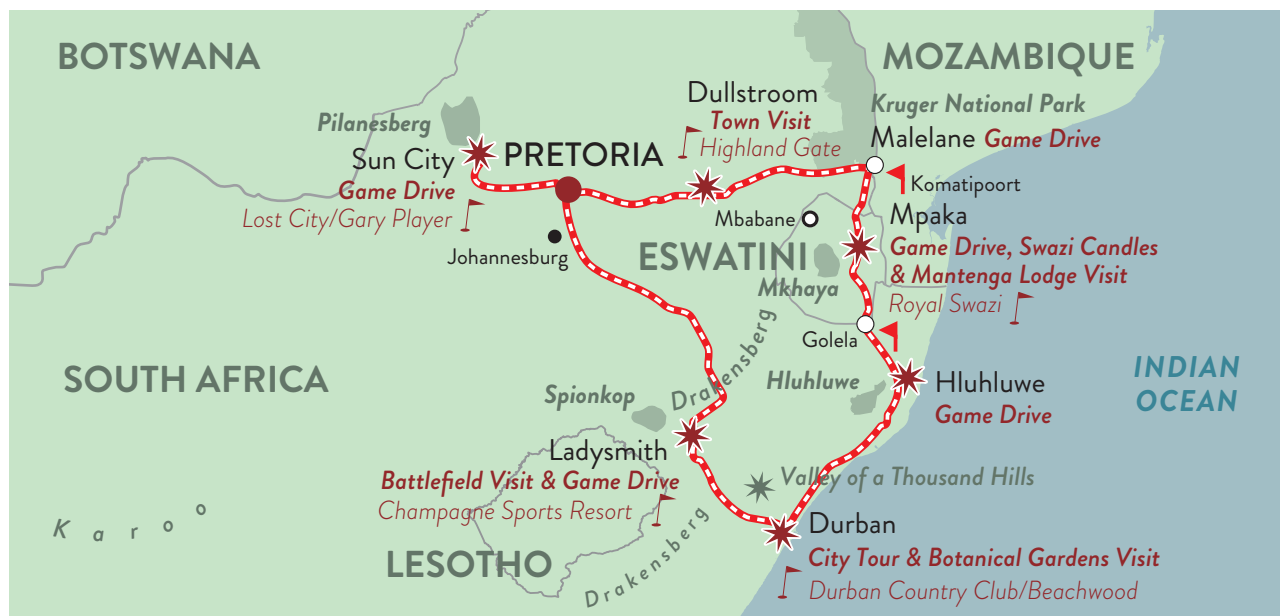 BOTSWANA
MOZAMBIQUE
Kruger National Park
Dullstroom
Town Visit
Highland Gate
Malelane Game Drive
Komatipoort
Pilanesberg
Sun City
Game Drive
Lost City/Gary Player
PRETORIA
Johannesburg
Mbabane
Mpaka
Game Drive, Swazi Candles
& Mantenga Lodge Visit
Royal Swazi
ESWATINI
Mkhaya
Golela
SOUTH AFRICA
Drakensberg
Spionkop
Hluhluwe
Hluhluwe
Game Drive
INDIAN
OCEAN
Ladysmith
Battlefield Visit & Game Drive
Champagne Sports Resort
Valley of a Thousand Hills
Karoo
LESOTHO
Drakensberg
Durban
City Tour & Botanical Gardens Visit
Durban Country Club/Beachwood